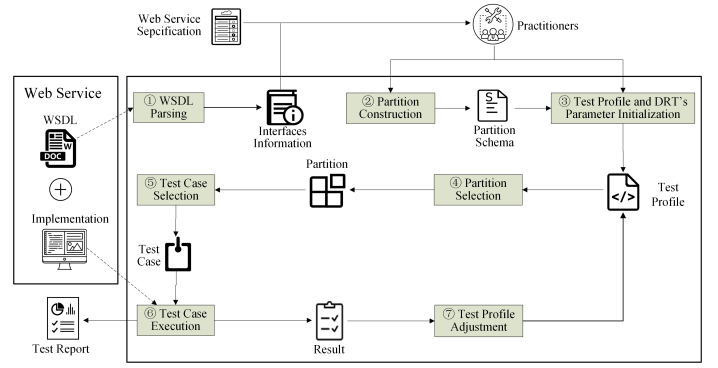 Web Service
Sepcification
Practitioners
Web Service
WSDL
W
DOC
Implementation
① WSDL
Parsing
Interfaces
Information
② Partition
Construction
S
Partition
Schema
③ Test Profile and DRT's
Parameter Initialization
⑤ Test Case
Selection
Partition
④ Partition
Selection
</>
Test
Profile
Test
Case
⑥ Test Case
Execution
Result
⑦ Test Profile
Adjustment
Test Report